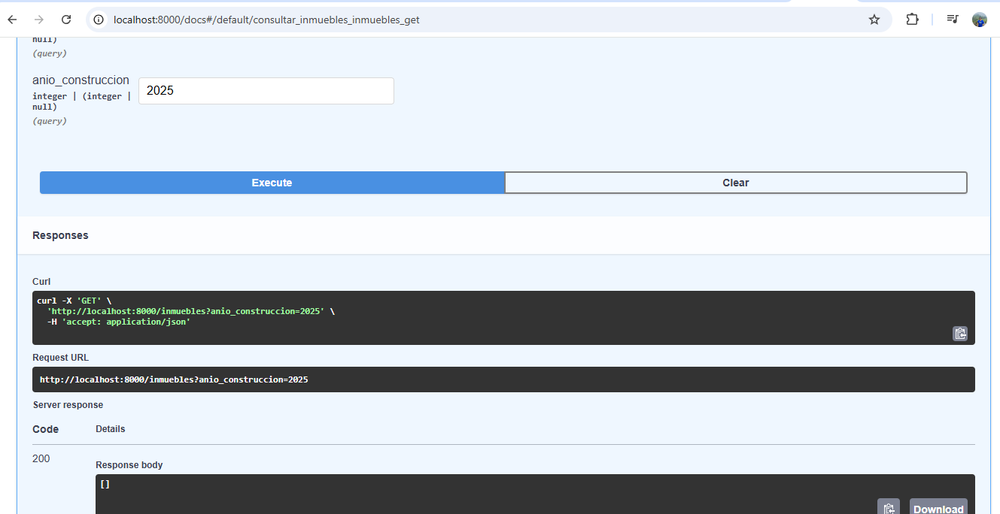 localhost:8000/docs#/default/consultar_inmuebles_inmuebles_get
null)
(query)
anio_construccion
integer | (integer |
null)
(query)
2025
Execute
Clear
Responses
Curl
curl -X 'GET' \
'http://localhost:8000/inmuebles?anio_construccion=2025' \
-H 'accept: application/json'
Request URL
http://localhost:8000/inmuebles?anio_construccion=2025
Server response
Code
Details
200
Response body
[]
Download